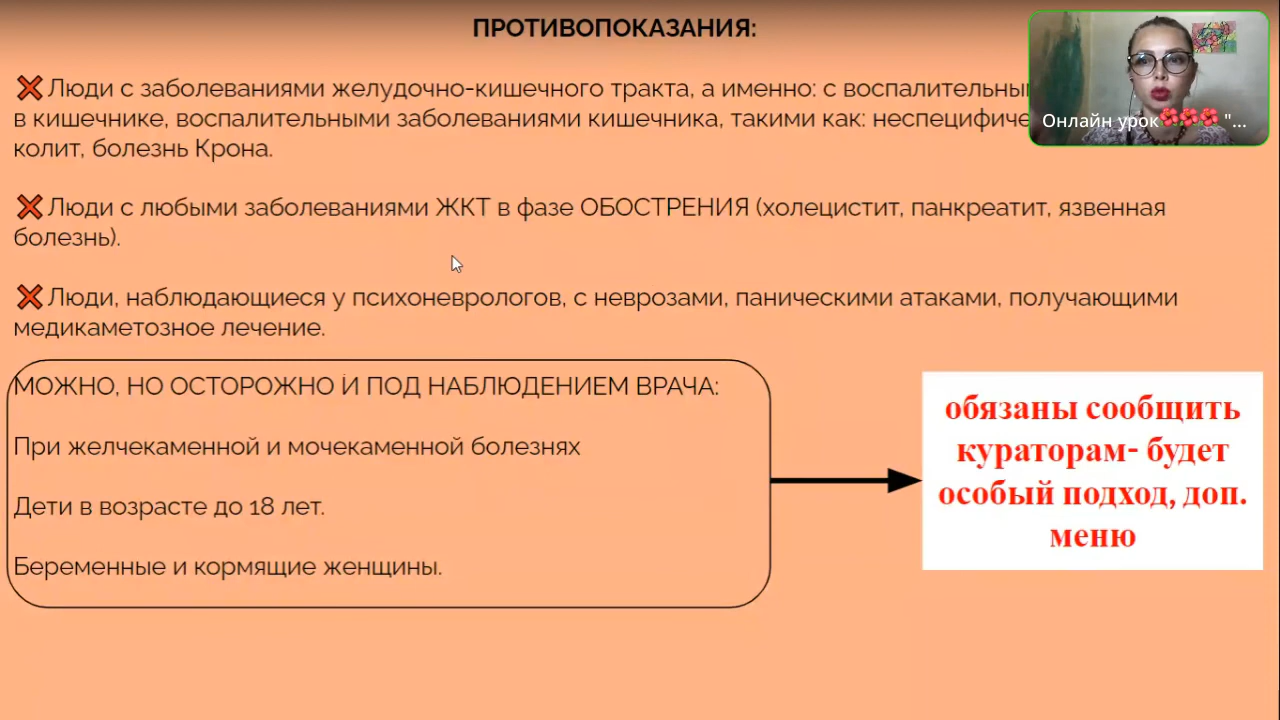 ПРОТИВОПОКАЗАНИЯ:
Люди с заболеваниями желудочно-кишечного тракта, а именно: с
в кишечнике, воспалительными заболеваниями кишечника, такими как:
колит, болезнь Крона.
Люди с любыми заболеваниями ЖКТ в фазе ОБОСТРЕНИЯ (холецистит, панкреатит, язвенная
болезнь).
Люди, наблюдающиеся у психоневрологов, с неврозами, паническими атаками, получающими
медикаметозное лечение.
МОЖНО, НО ОСТОРОЖНО И ПОД НАБЛЮДЕНИЕМ ВРАЧА:
При желчекаменной и мочекаменной болезнях
Дети в возрасте до 18 лет.
Беременные и кормящие женщины.
обязаны сообщить
кураторам- будет
особый подход, доп.
меню
Онлайн урок🌺🌺🌺 "...